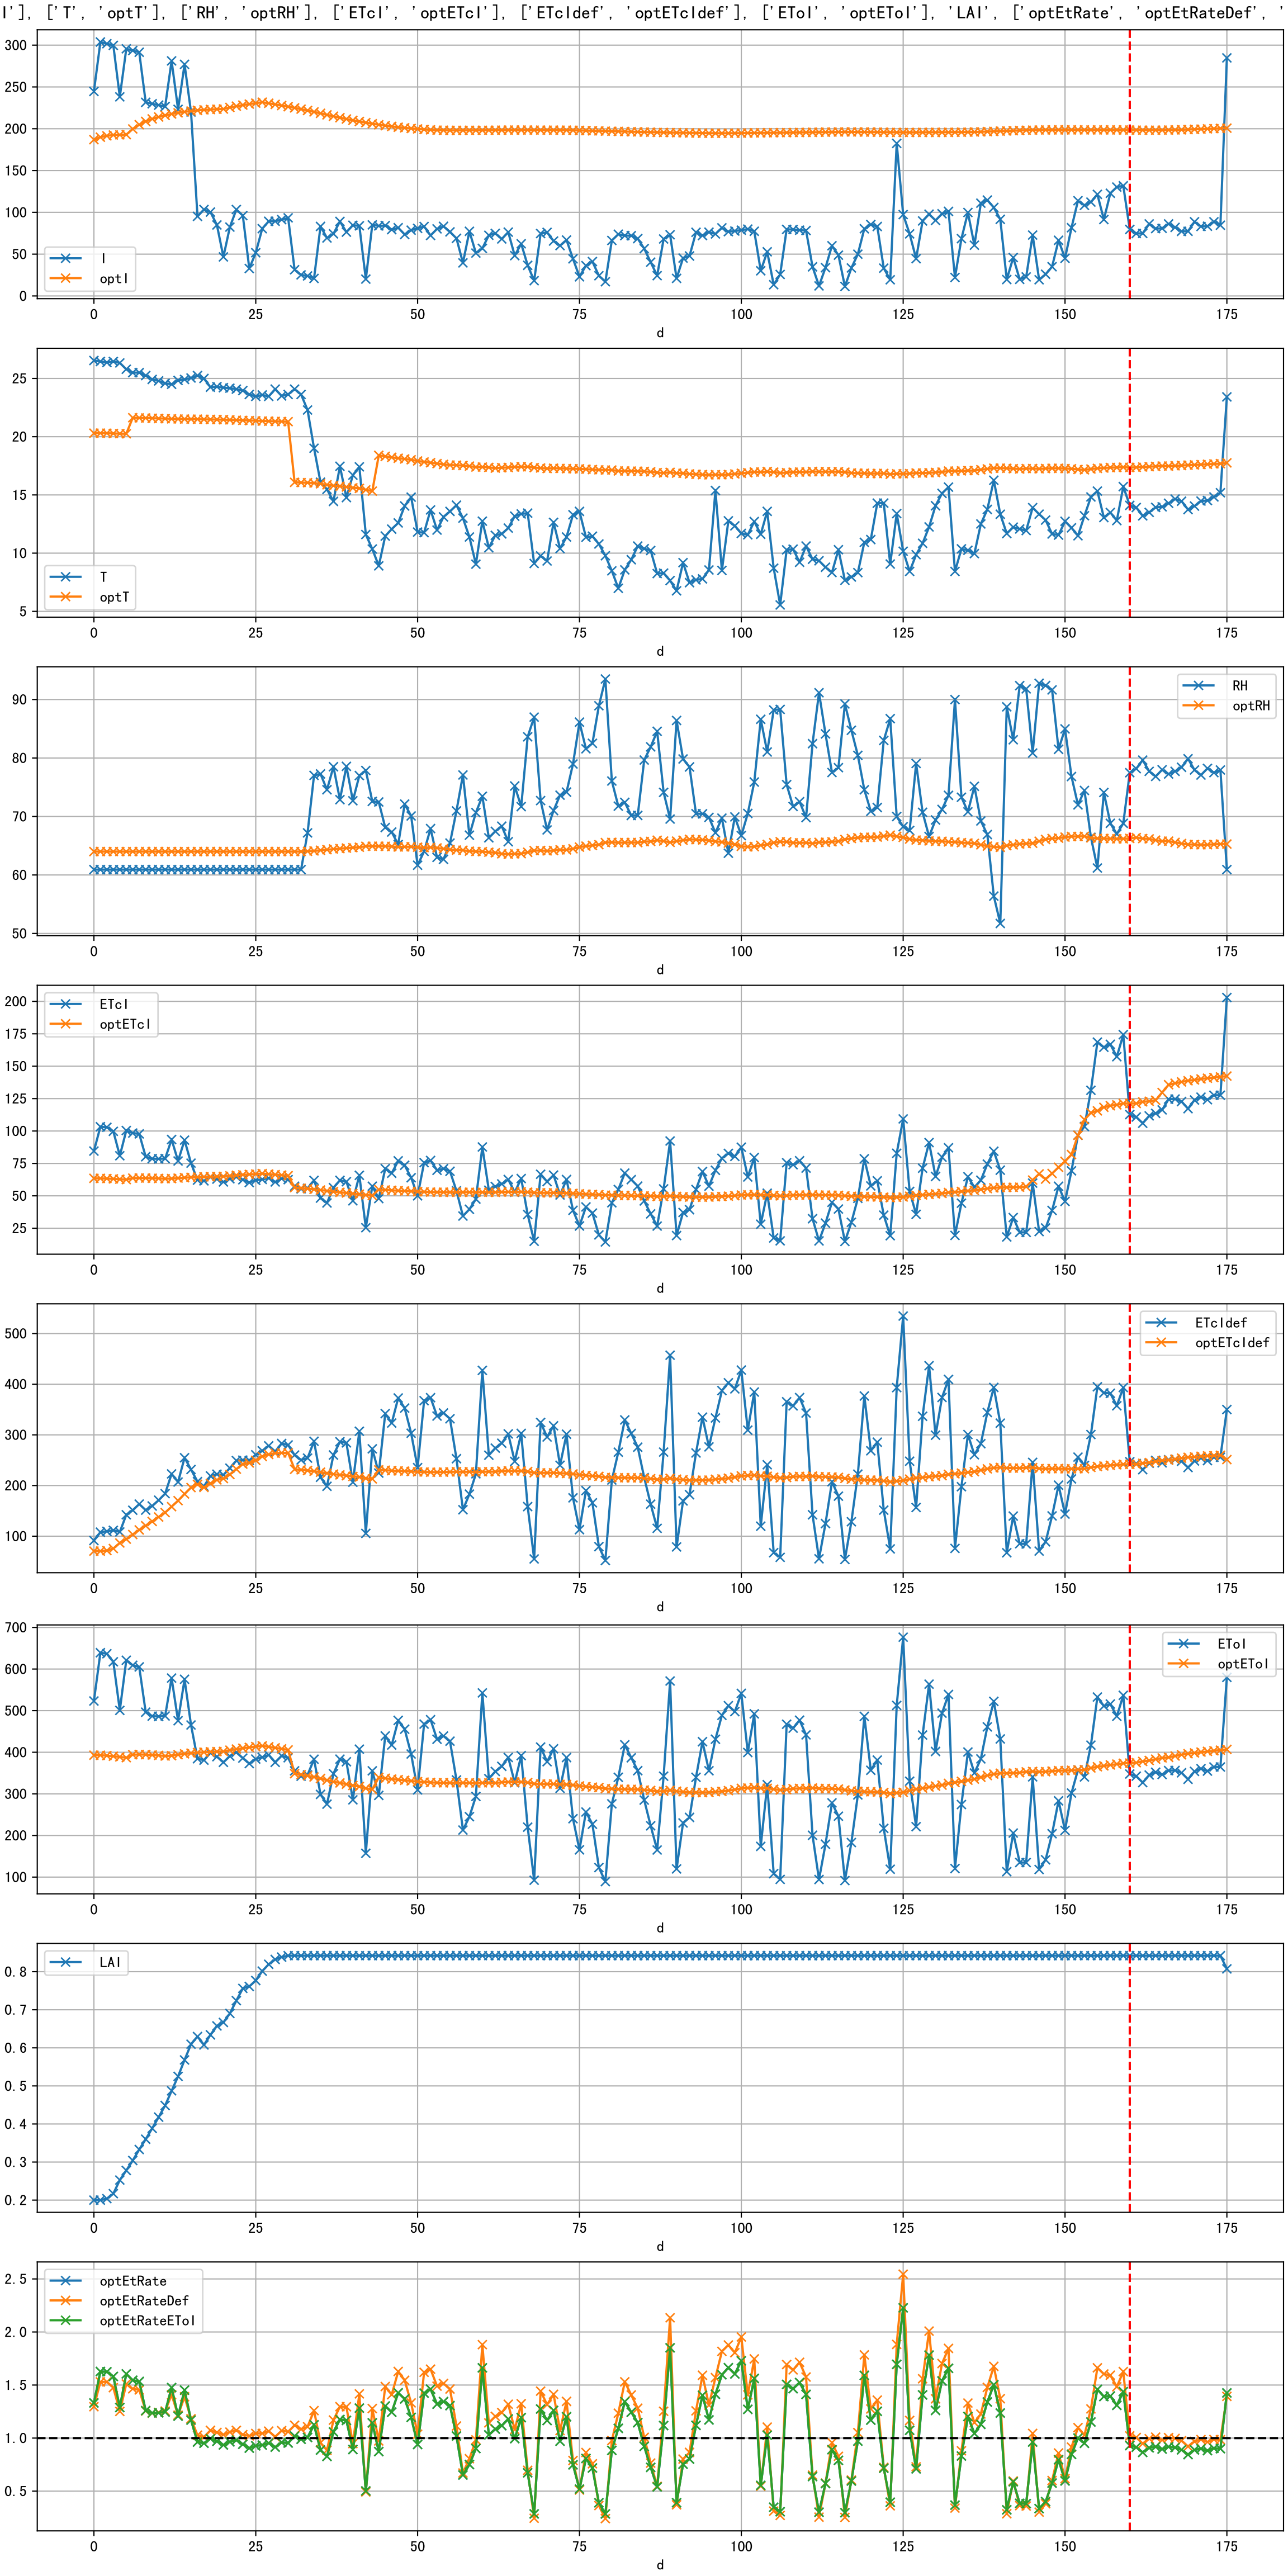 I'], ['T', 'optT'], ['RH', 'optRH'], ['ETcI', 'optETcI'], ['ETcIdef', 'optETcIdef'], ['EToI', 'optEToI'], 'LAI', ['optEtRate', 'optEtRateDef', '
300
250
200
150
100
50
0
I
optI
0 25 50 75 100 125 150 175
d
25
20
15
10
5
T
optT
0 25 50 75 100 125 150 175
d
90
80
70
60
50
RH
optRH
0 25 50 75 100 125 150 175
d
200
175
150
125
100
75
50
25
ETcI
optETcI
0 25 50 75 100 125 150 175
d
500
400
300
200
100
ETcIdef
optETcIdef
0 25 50 75 100 125 150 175
d
700
600
500
400
300
200
100
EToI
optEToI
0 25 50 75 100 125 150 175
d
0.8
0.7
0.6
0.5
0.4
0.3
0.2
LAI
0 25 50 75 100 125 150 175
d
2.5
2.0
1.5
1.0
0.5
optEtRate
optEtRateDef
optEtRateEToI
0 25 50 75 100 125 150 175
d